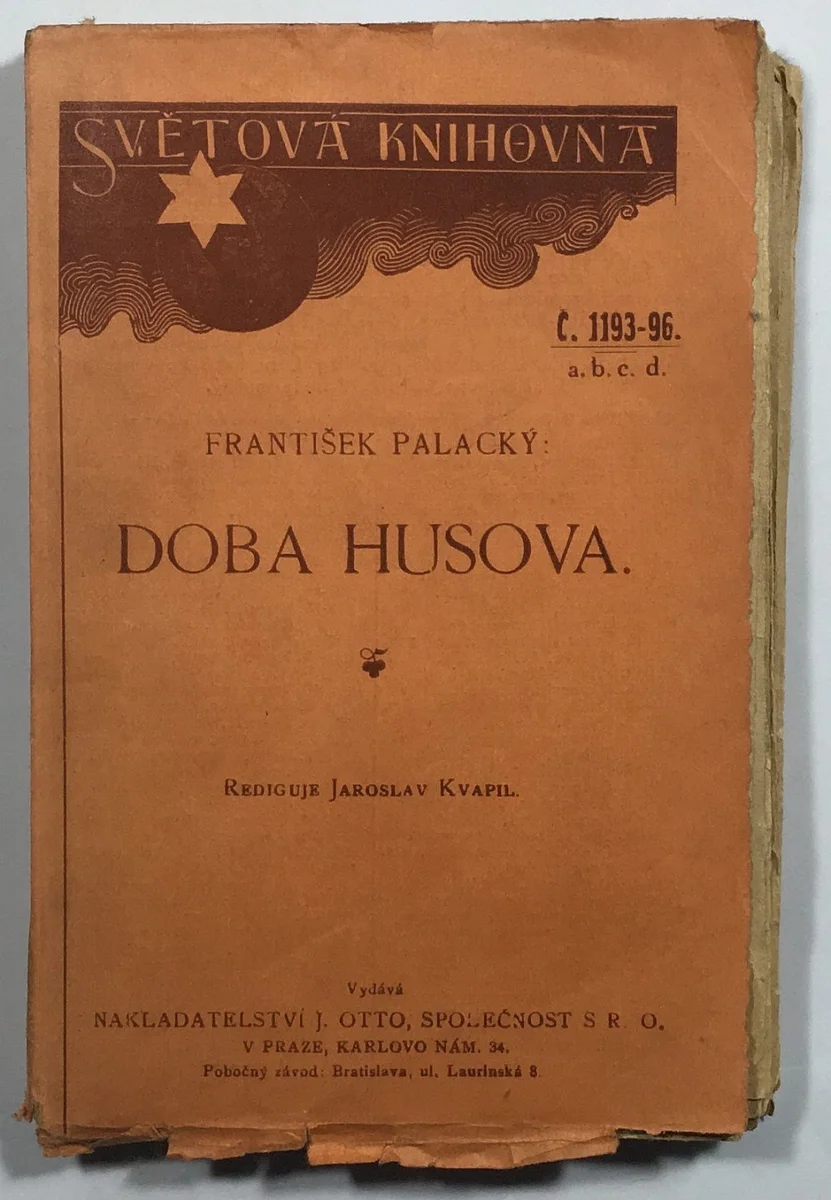 SVĚTOVÁ KNIHOVNA
Č. 1193-96.
a. b. c. d.
FRANTIŠEK PALACKÝ:
DOBA HUSOVA.
REDIGUJE JAROSLAV KVAPIL.
Vydává
NAKLADATELSTVÍ J. OTTO, SPOLEČNOST S R. O.
V PRAZE, KARLOVO NÁM. 34.
Pobočný závod: Bratislava, ul. Laurinská 8.